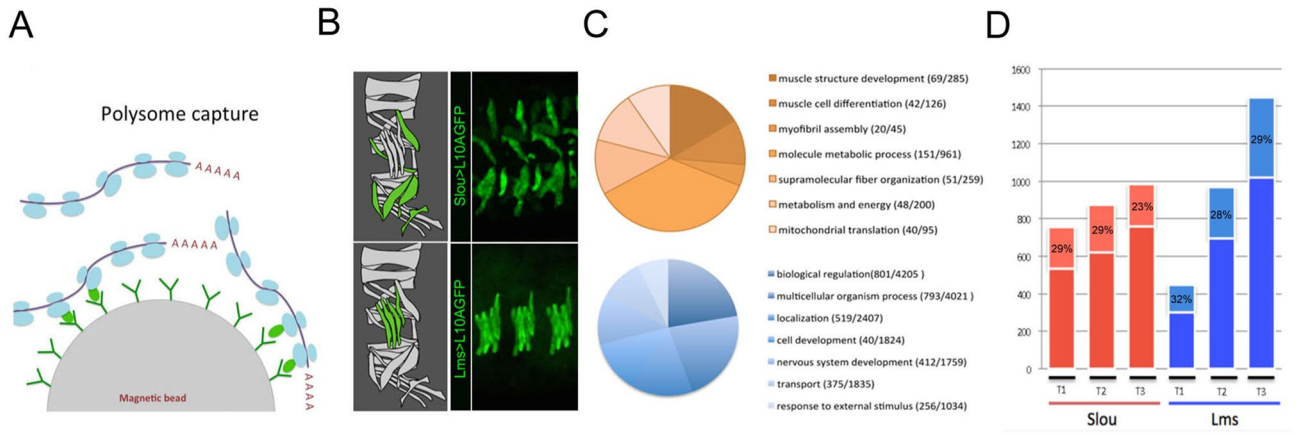 A
B
C
D
Polysome capture
A A A A A
A A A A A
A A A A
Magnetic bead
Slou>L10AGFP
Lms>L10AGFP
muscle structure development (69/285)
muscle cell differentiation (42/126)
myofibril assembly (20/45)
molecule metabolic process (151/961)
supramolecular fiber organization (51/259)
metabolism and energy (48/200)
mitochondrial translation (40/95)
biological regulation(801/4205 )
multicellular organism process (793/4021 )
localization (519/2407)
cell development (40/1824)
nervous system development (412/1759)
transport (375/1835)
response to external stimulus (256/1034)
1600
1400
1200
1000
800
600
400
200
0
29%
29%
23%
32%
28%
29%
T1
T2
T3
T1
T2
T3
Slou
Lms